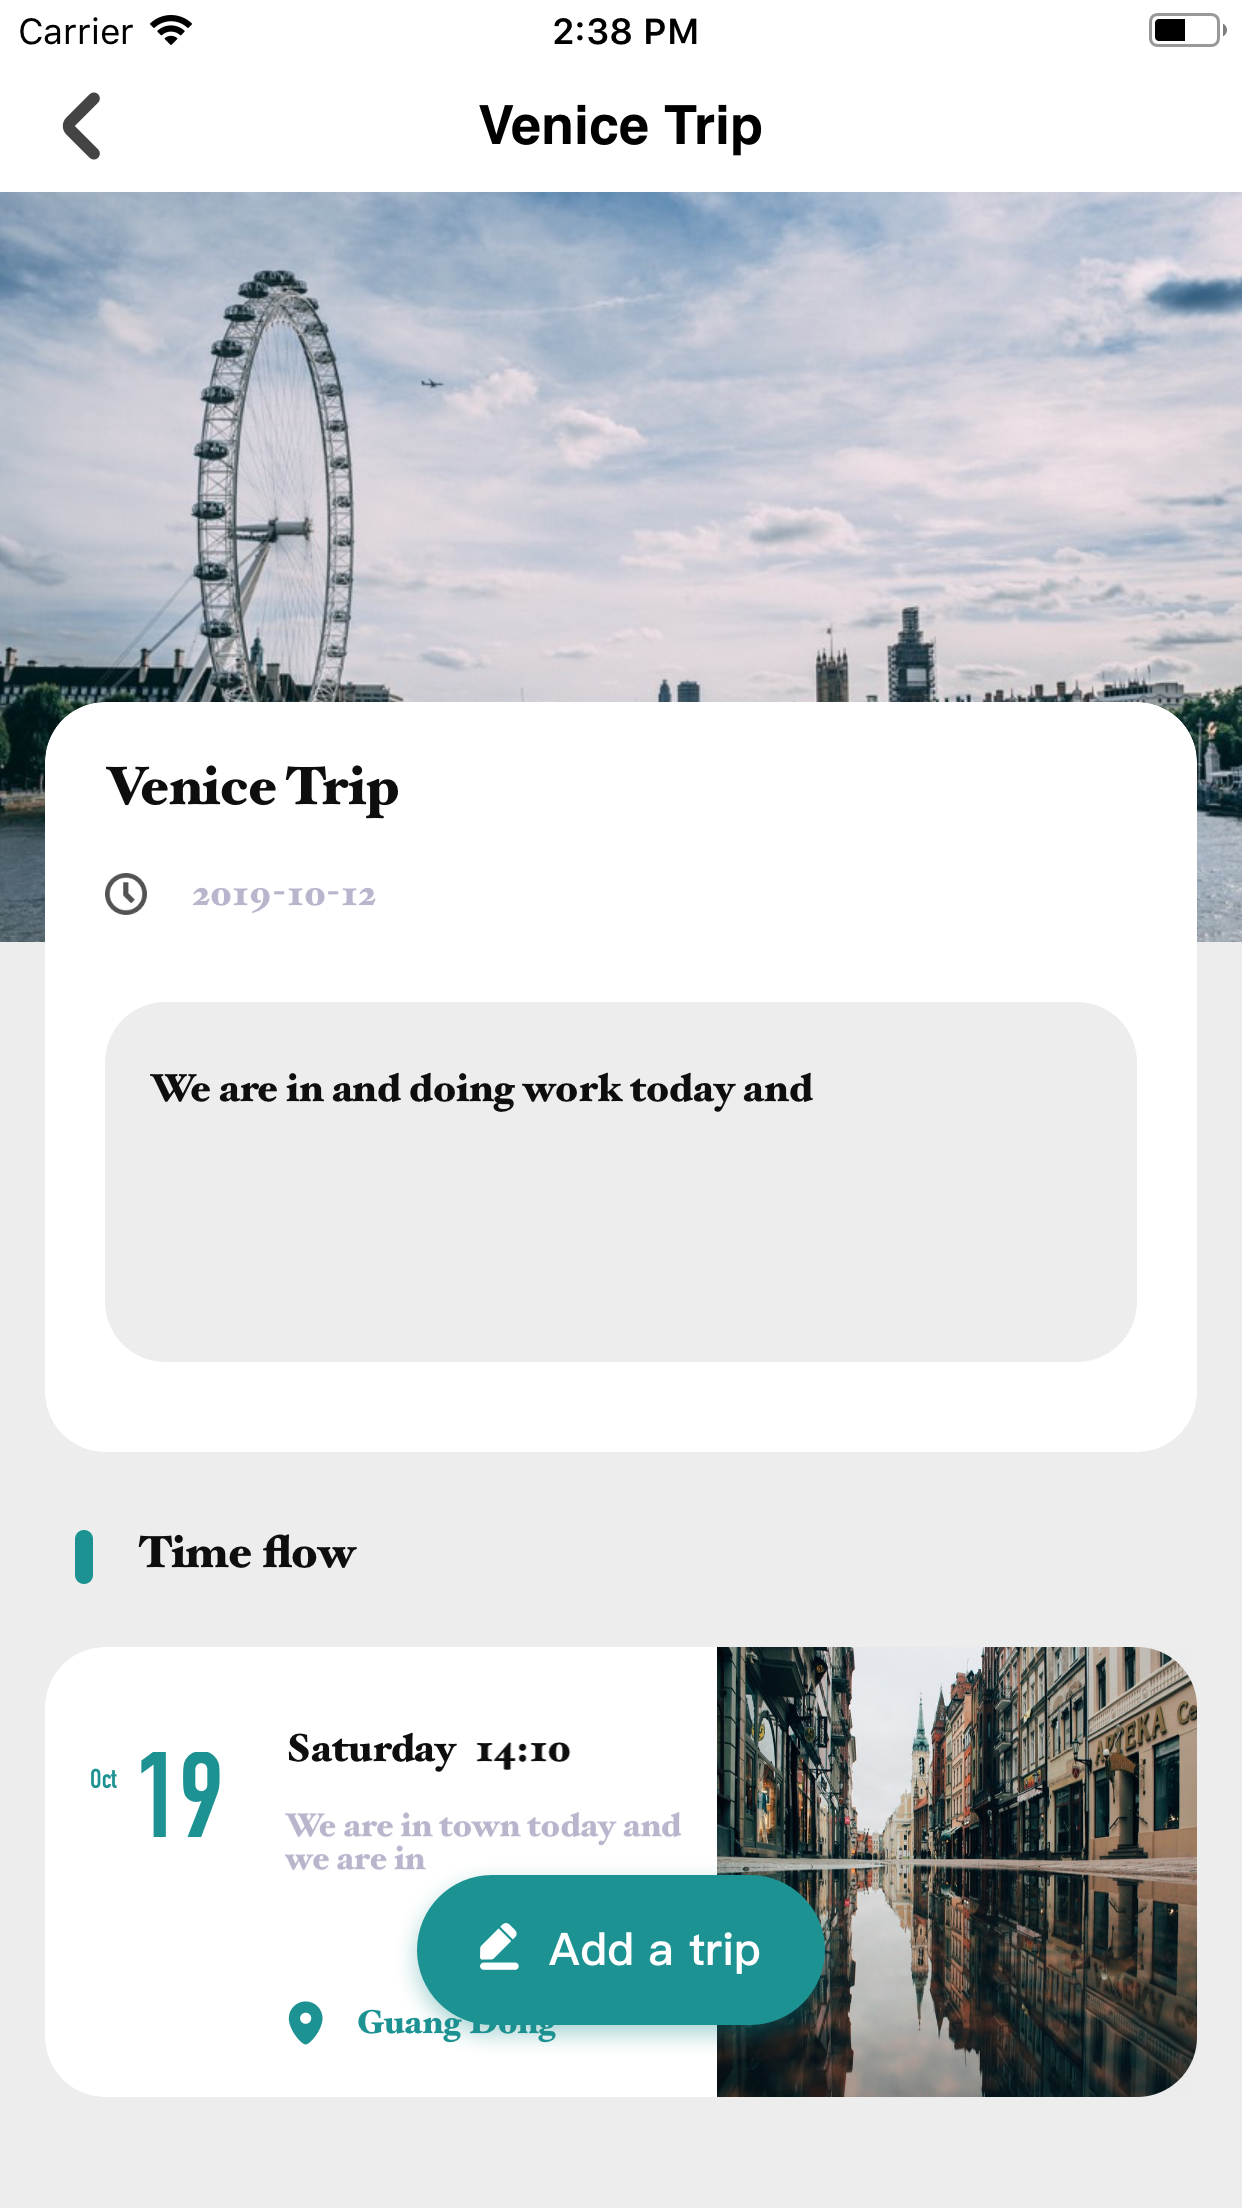 Carrier 2:38 PM
Venice Trip
Venice Trip
2019-10-12
We are in and doing work today and
Time flow
Saturday 14:10
Oct 19
We are in town today and
we are in
Add a trip
Guang Dong